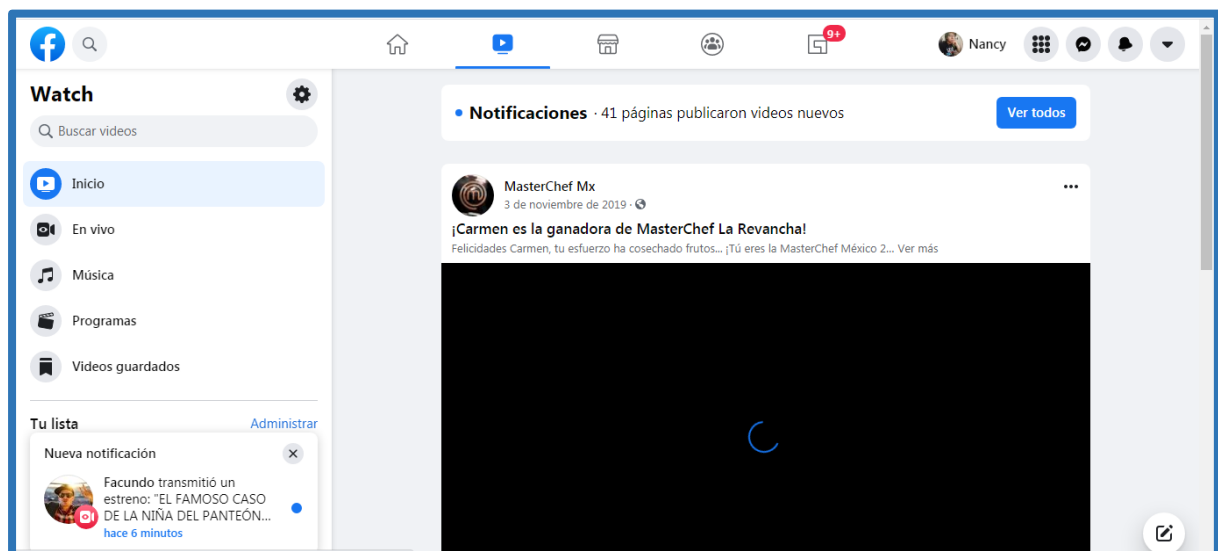 9+
Nancy
Watch
Buscar videos
Inicio
En vivo
Música
Programas
Videos guardados
Tu lista
Administrar
Nueva notificación
Facundo transmitió un
estreno: "EL FAMOSO CASO
DE LA NIÑA DEL PANTEÓN...
hace 6 minutos
Notificaciones · 41 páginas publicaron videos nuevos
Ver todos
MasterChef Mx
3 de noviembre de 2019 ·
¡Carmen es la ganadora de MasterChef La Revancha!
Felicidades Carmen, tu esfuerzo ha cosechado frutos... ¡Tú eres la MasterChef México 2... Ver más